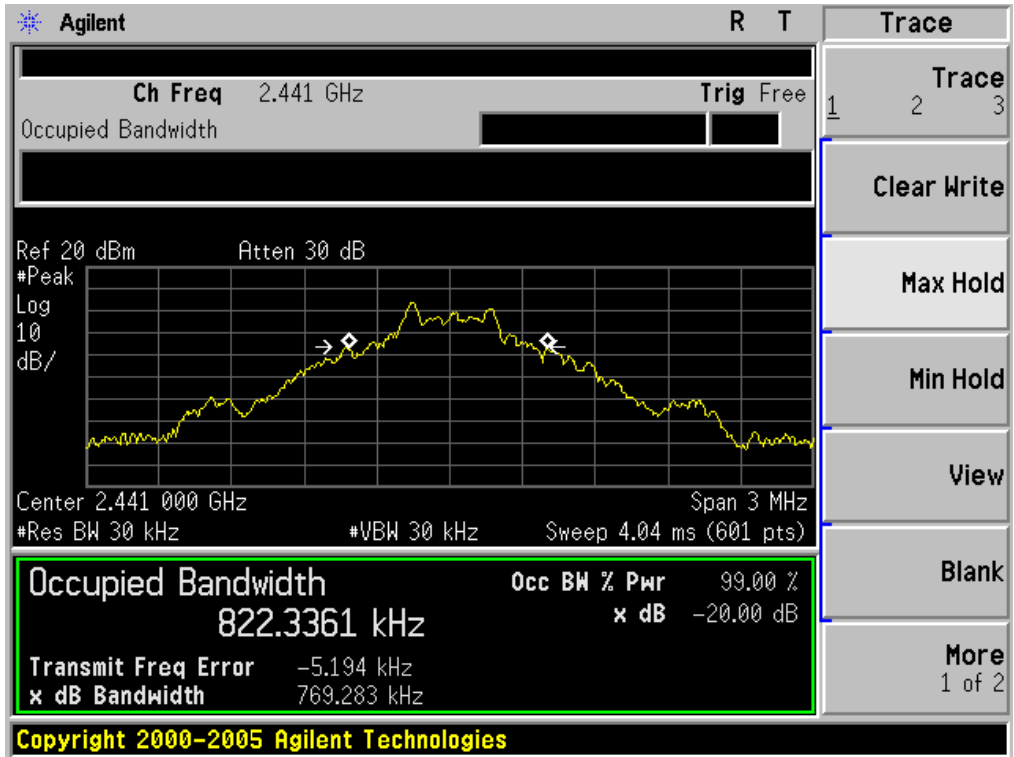 Agilent R T Trace
Ch Freq 2.441 GHz Trig Free
Occupied Bandwidth
Trace
1 2 3
Clear Write
Ref 20 dBm Atten 30 dB
#Peak
Log
10
dB/
Max Hold
Min Hold
View
Center 2.441 000 GHz Span 3 MHz
#Res BW 30 kHz #VBW 30 kHz Sweep 4.04 ms (601 pts)
Occupied Bandwidth Occ BW % Pwr 99.00 %
822.3361 kHz x dB -20.00 dB
Transmit Freq Error -5.194 kHz
x dB Bandwidth 769.283 kHz
Blank
More
1 of 2
Copyright 2000-2005 Agilent Technologies